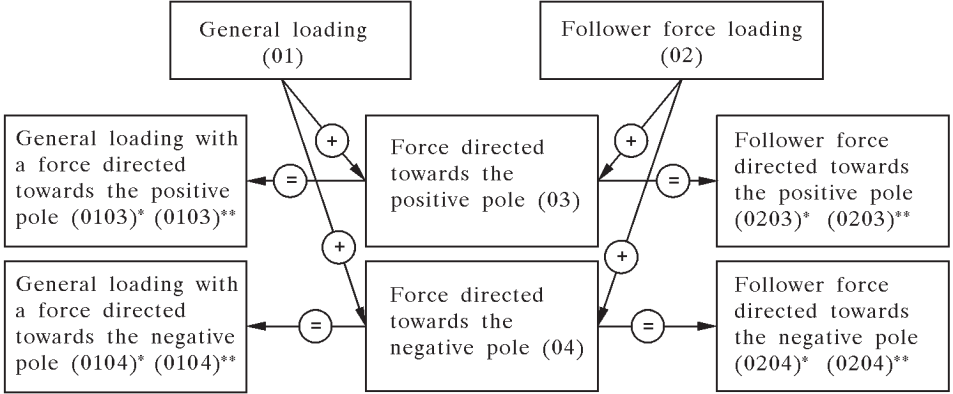 General loading
(01)
Follower force loading
(02)
General loading with
a force directed
towards the positive
pole (0103)* (0103)**
+
=
Force directed
towards the
positive pole (03)
+
=
Follower force
directed towards
the positive pole
(0203)* (0203)**
+
+
General loading with
a force directed
towards the negative
pole (0104)* (0104)**
=
Force directed
towards the
negative pole (04)
=
Follower force
directed towards
the negative pole
(0204)* (0204)**